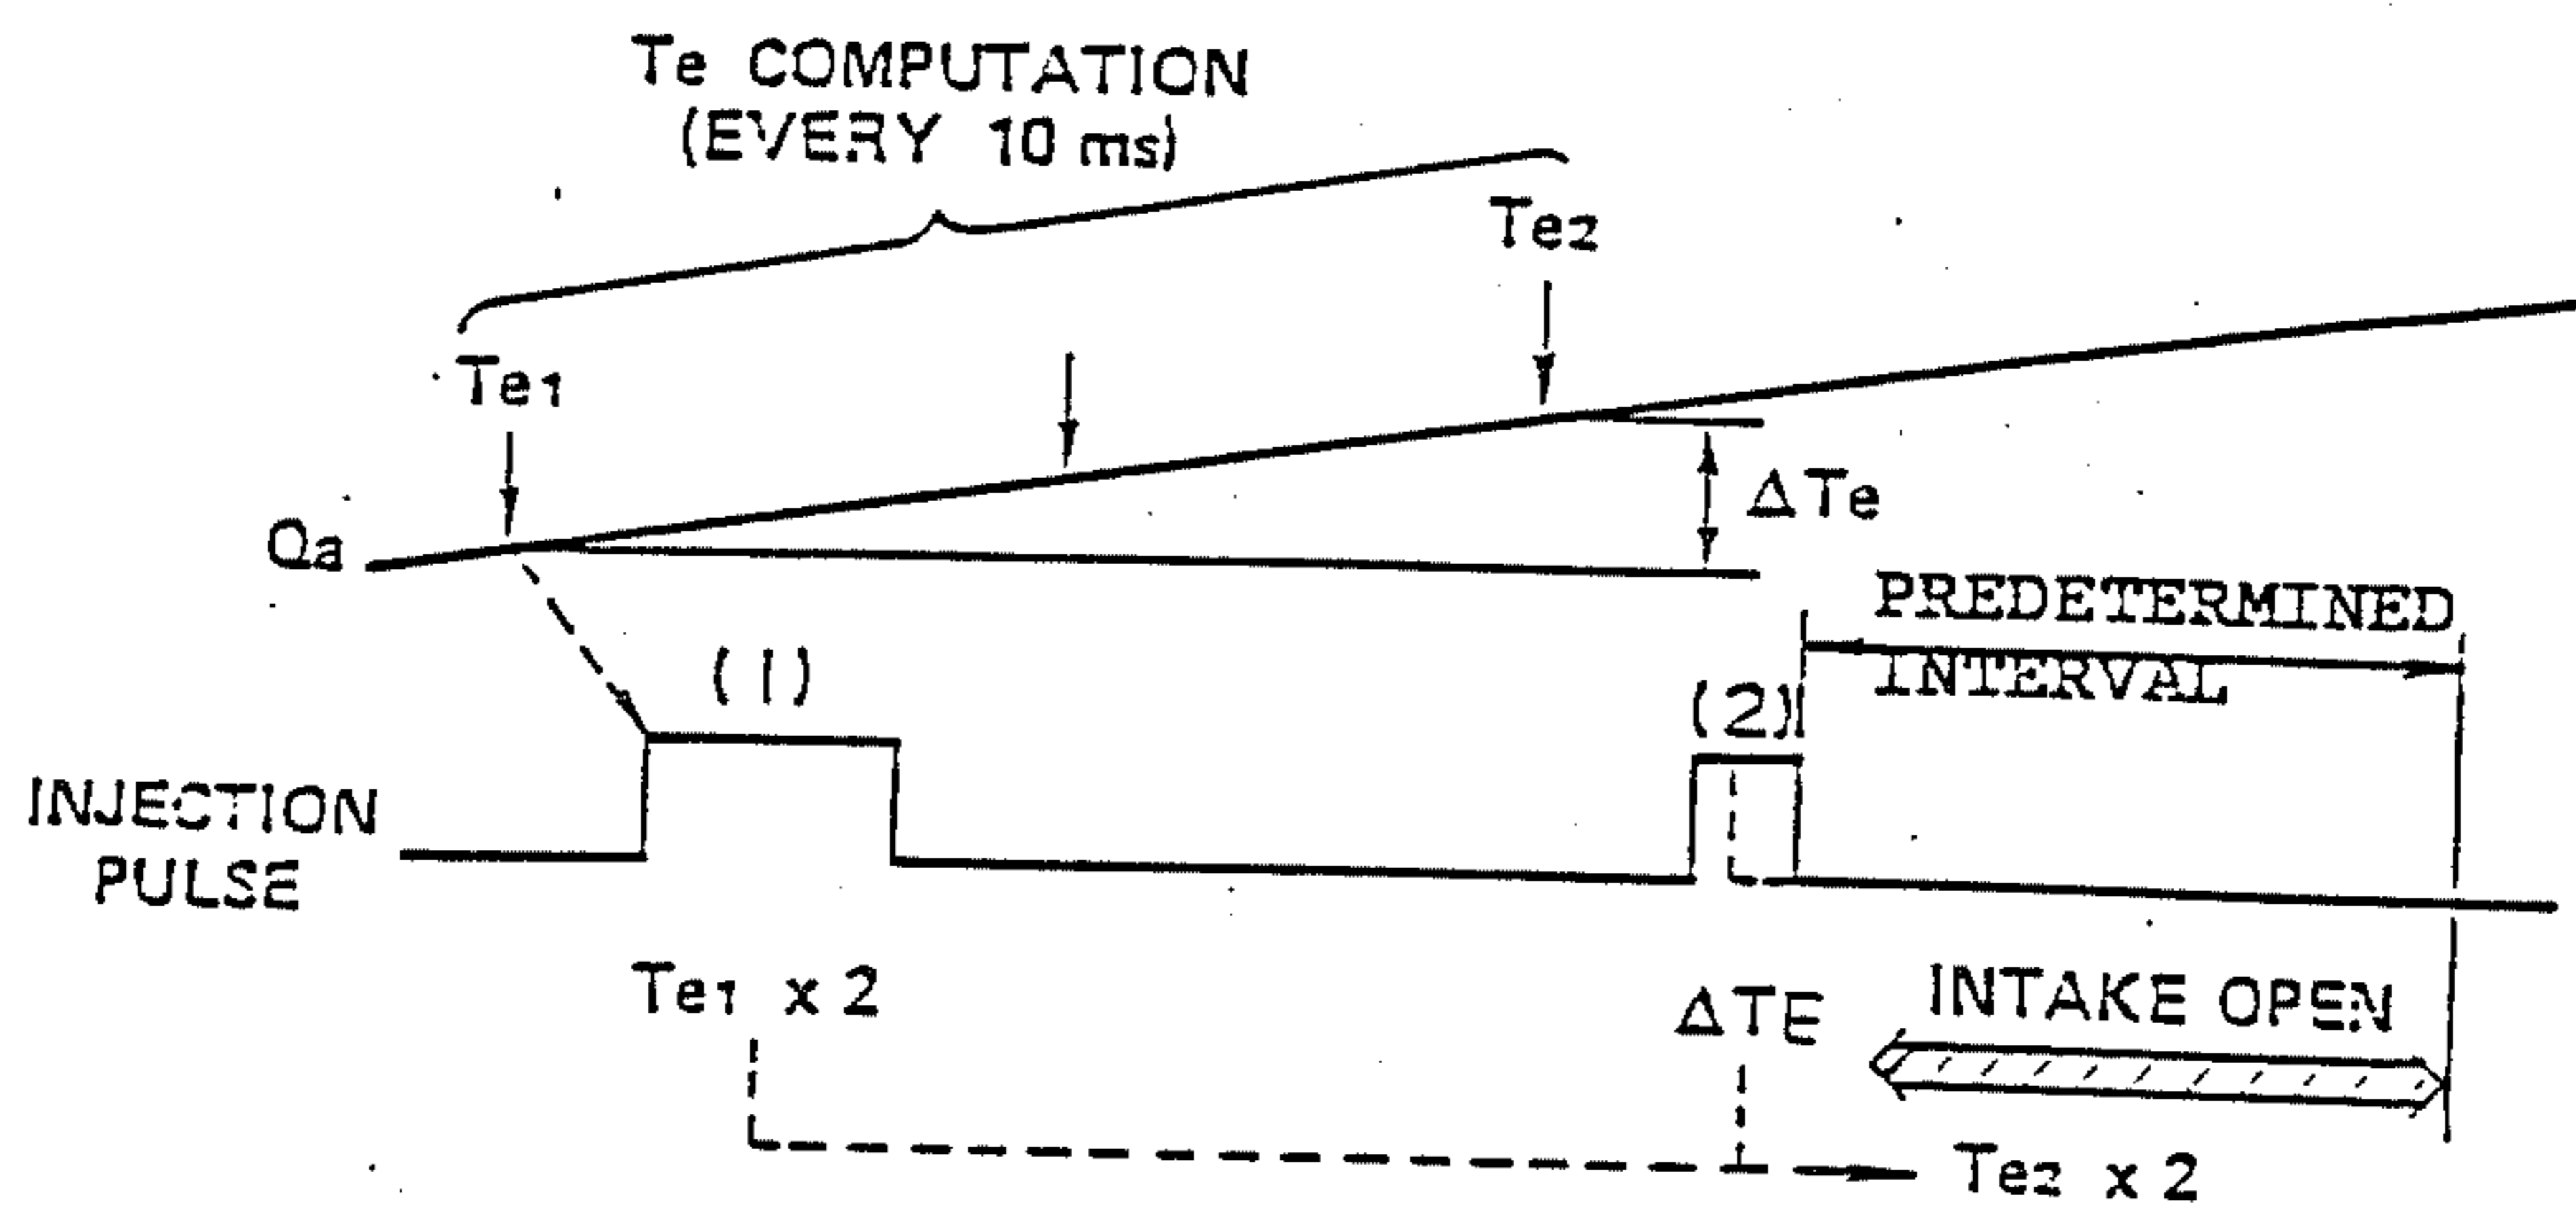 Te COMPUTATION
(EVERY 10 ms)
Te2
Te1
ΔTe
Qa
PREDETERMINED
INTERVAL
(1)
(2)
INJECTION
PULSE
Te1 x 2
ΔTE
INTAKE OPEN
Te2 x 2